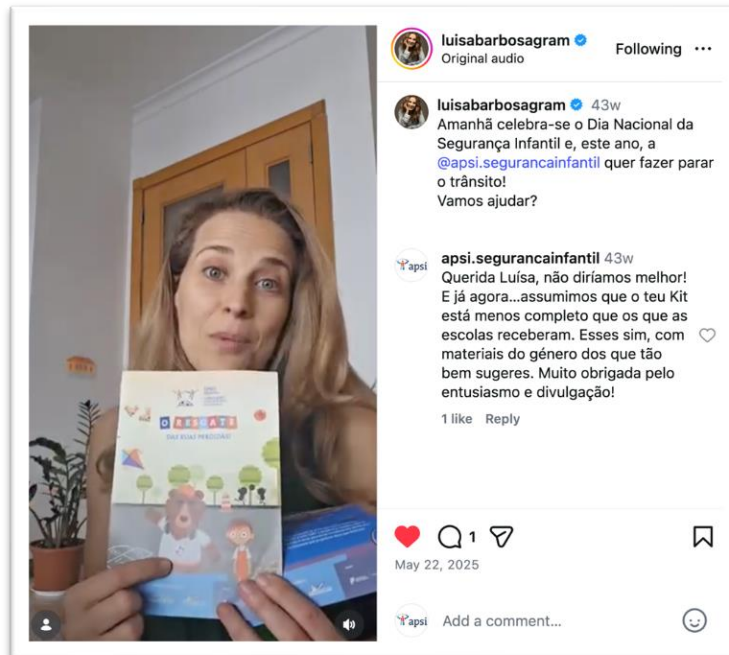 O RESGATE
DAS RUAS PERDIDAS!
luisabarbosagram
Original audio
Following
luisabarbosagram 43w
Amanhã celebra-se o Dia Nacional da
Segurança Infantil e, este ano, a
@apsi.segurancainfantil quer fazer parar
o trânsito!
Vamos ajudar?
apsi
apsi.segurancainfantil 43w
Querida Luísa, não diríamos melhor!
E já agora...assumimos que o teu Kit
está menos completo que os que as
escolas receberam. Esses sim, com
materiais do género dos que tão
bem sugeres. Muito obrigada pelo
entusiasmo e divulgação!
1 like Reply
1
May 22, 2025
apsi
Add a comment...